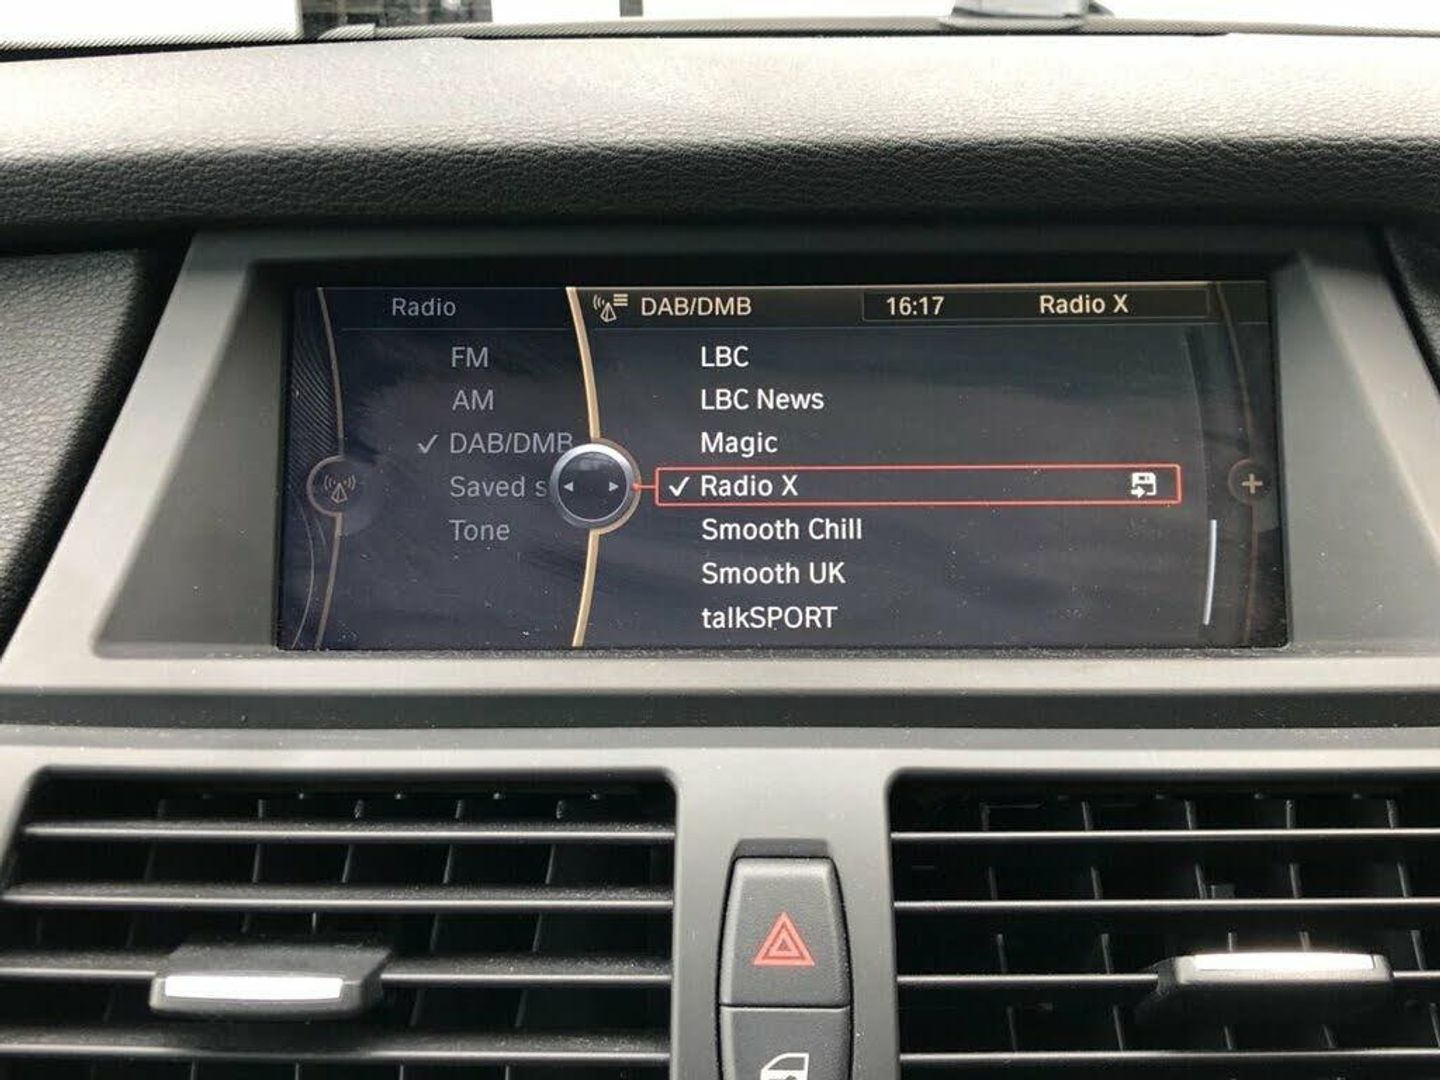 Radio
FM
AM
DAB/DMB
Saved s
Tone
DAB/DMB
16:17
Radio X
LBC
LBC News
Magic
Radio X
Smooth Chill
Smooth UK
talkSPORT